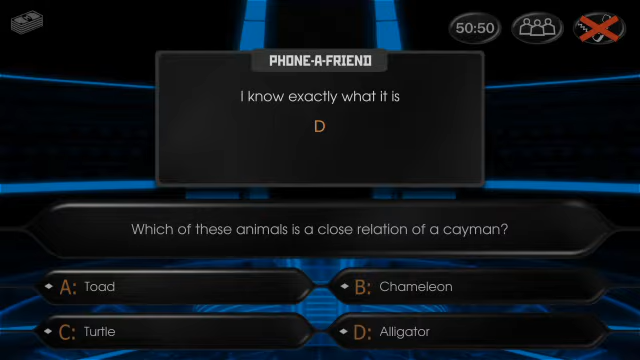 50:50
PHONE-A-FRIEND
I know exactly what it is
D
Which of these animals is a close relation of a cayman?
A: Toad
B: Chameleon
C: Turtle
D: Alligator